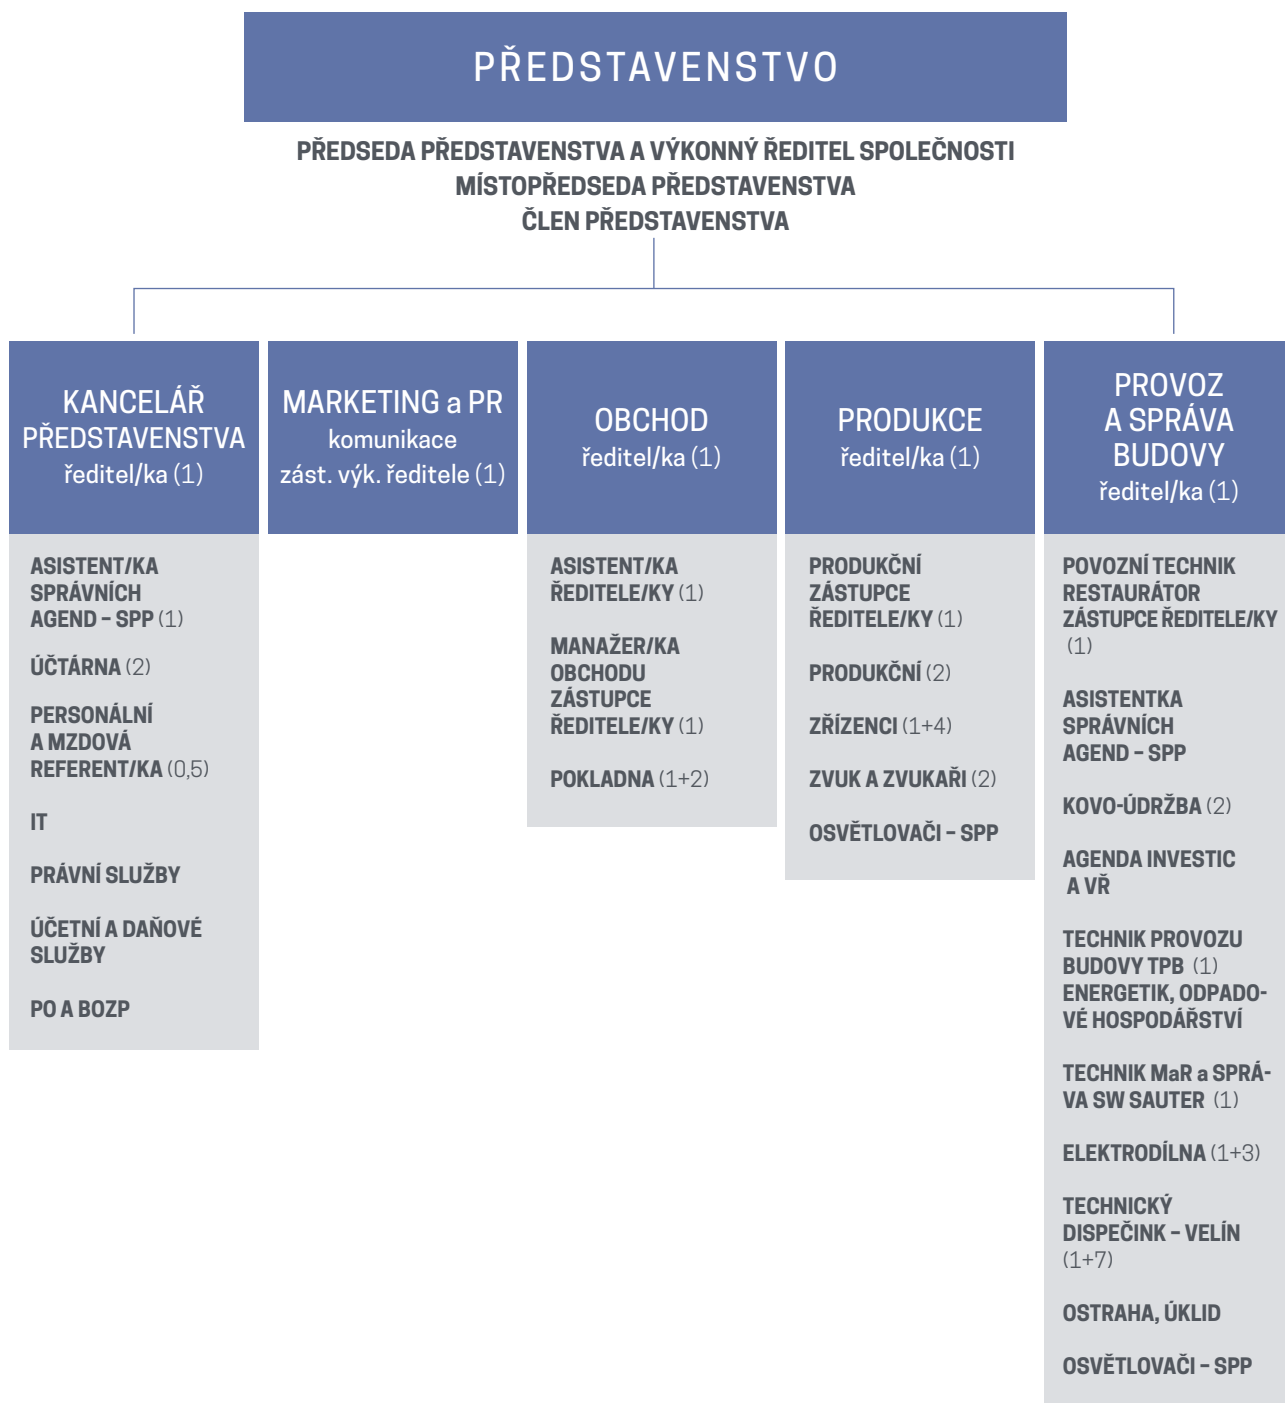 PŘEDSTAVENSTVO
PŘEDSEDA PŘEDSTAVENSTVA A VÝKONNÝ ŘEDITEL SPOLEČNOSTI
MÍSTOPŘEDSEDA PŘEDSTAVENSTVA
ČLEN PŘEDSTAVENSTVA
KANCELÁŘ
PŘEDSTAVENSTVA
ředitel/ka (1)
ASISTENT/KA
SPRÁVNÍCH
AGEND – SPP (1)
ÚČTÁRNA (2)
PERSONÁLNÍ
A MZDOVÁ
REFERENT/KA (0,5)
IT
PRÁVNÍ SLUŽBY
ÚČETNÍ A DAŇOVÉ
SLUŽBY
PO A BOZP
MARKETING a PR
komunikace
zást. výk. ředitele (1)
OBCHOD
ředitel/ka (1)
ASISTENT/KA
ŘEDITELE/KY (1)
MANAŽER/KA
OBCHODU
ZÁSTUPCE
ŘEDITELE/KY (1)
POKLADNA (1+2)
PRODUKCE
ředitel/ka (1)
PRODUKČNÍ
ZÁSTUPCE
ŘEDITELE/KY (1)
PRODUKČNÍ (2)
ZŘÍZENCI (1+4)
ZVUK A ZVUKAŘI (2)
OSVĚTLOVAČI – SPP
PROVOZ
A SPRÁVA
BUDOVY
ředitel/ka (1)
POVOZNÍ TECHNIK
RESTAURÁTOR
ZÁSTUPCE ŘEDITELE/KY
(1)
ASISTENTKA
SPRÁVNÍCH
AGEND – SPP
KOVO-ÚDRŽBA (2)
AGENDA INVESTIC
A VŘ
TECHNIK PROVOZU
BUDOVY TPB (1)
ENERGETIK, ODPADO-
VÉ HOSPODÁŘSTVÍ
TECHNIK MaR a SPRÁ-
VA SW SAUTER (1)
ELEKTRODÍLNA (1+3)
TECHNICKÝ
DISPEČINK – VELÍN
(1+7)
OSTRAHA, ÚKLID
OSVĚTLOVAČI – SPP